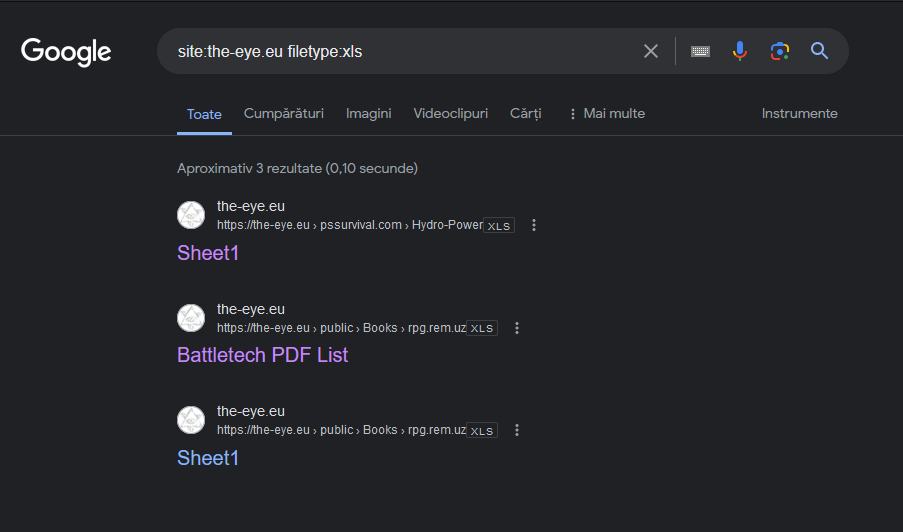 Google
site:the-eye.eu filetype:xls
Toate Cumpărături Imagini Videoclipuri Cărți Mai multe Instrumente
Aproximativ 3 rezultate (0,10 secunde)
the-eye.eu
https://the-eye.eu › pssurvival.com › Hydro-Power XLS
Sheet1
the-eye.eu
https://the-eye.eu › public › Books › rpg.rem.uz XLS
Battletech PDF List
the-eye.eu
https://the-eye.eu › public › Books › rpg.rem.uz XLS
Sheet1